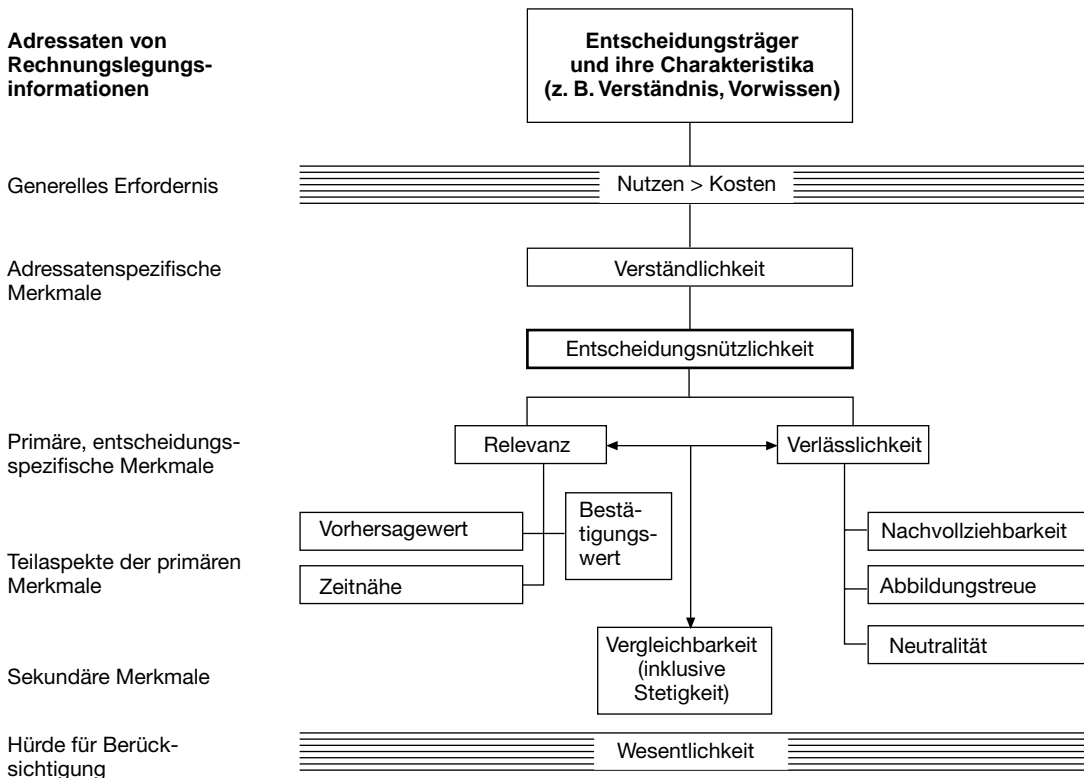 Adressaten von
Rechnungslegungs-
informationen
Entscheidungsträger
und ihre Charakteristika
(z. B. Verständnis, Vorwissen)
Generelles Erfordernis
Nutzen > Kosten
Adressatenspezifische
Merkmale
Verständlichkeit
Entscheidungsnützlichkeit
Primäre, entscheidungs-
spezifische Merkmale
Relevanz
Verlässlichkeit
Teilaspekte der primären
Merkmale
Vorhersagewert
Zeitnähe
Bestä-
tigungs-
wert
Nachvollziehbarkeit
Abbildungstreue
Neutralität
Sekundäre Merkmale
Vergleichbarkeit
(inklusive
Stetigkeit)
Hürde für Berück-
sichtigung
Wesentlichkeit